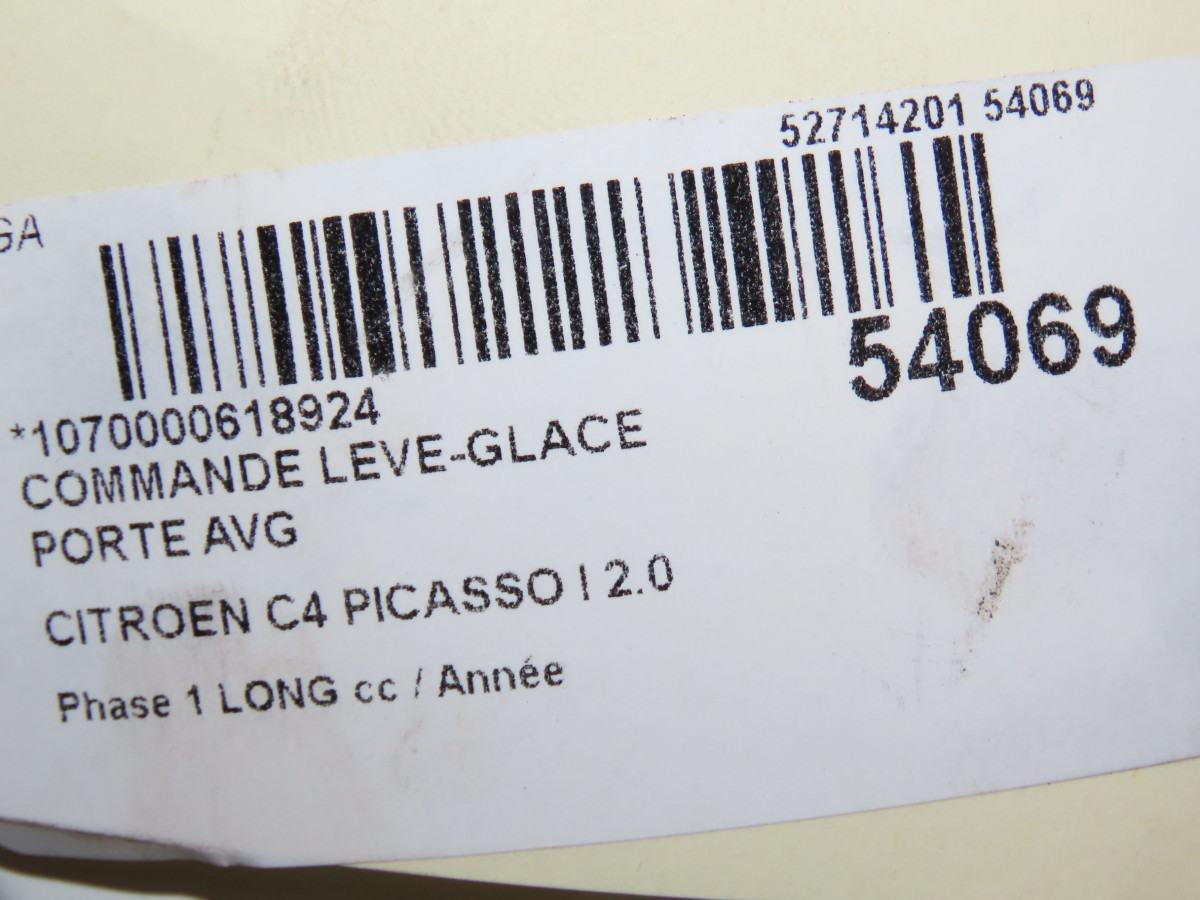 52714201 54069
GA
54069
*1070000618924
COMMANDE LEVE-GLACE
PORTE AVG
CITROEN C4 PICASSO I 2.0
Phase 1 LONG cc / Année